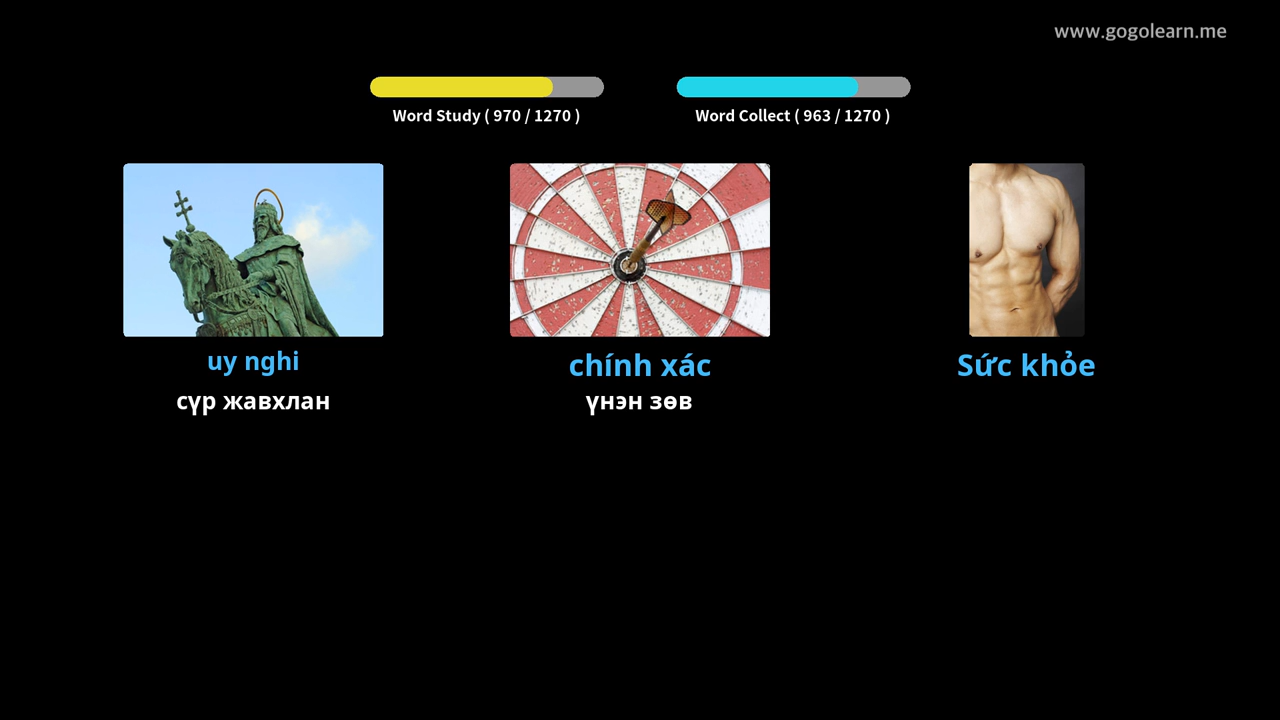 www.gogolearn.me
Word Study ( 970 / 1270 )
Word Collect ( 963 / 1270 )
uy nghi
сүр жавхлан
chính xác
үнэн зөв
Sức khỏe